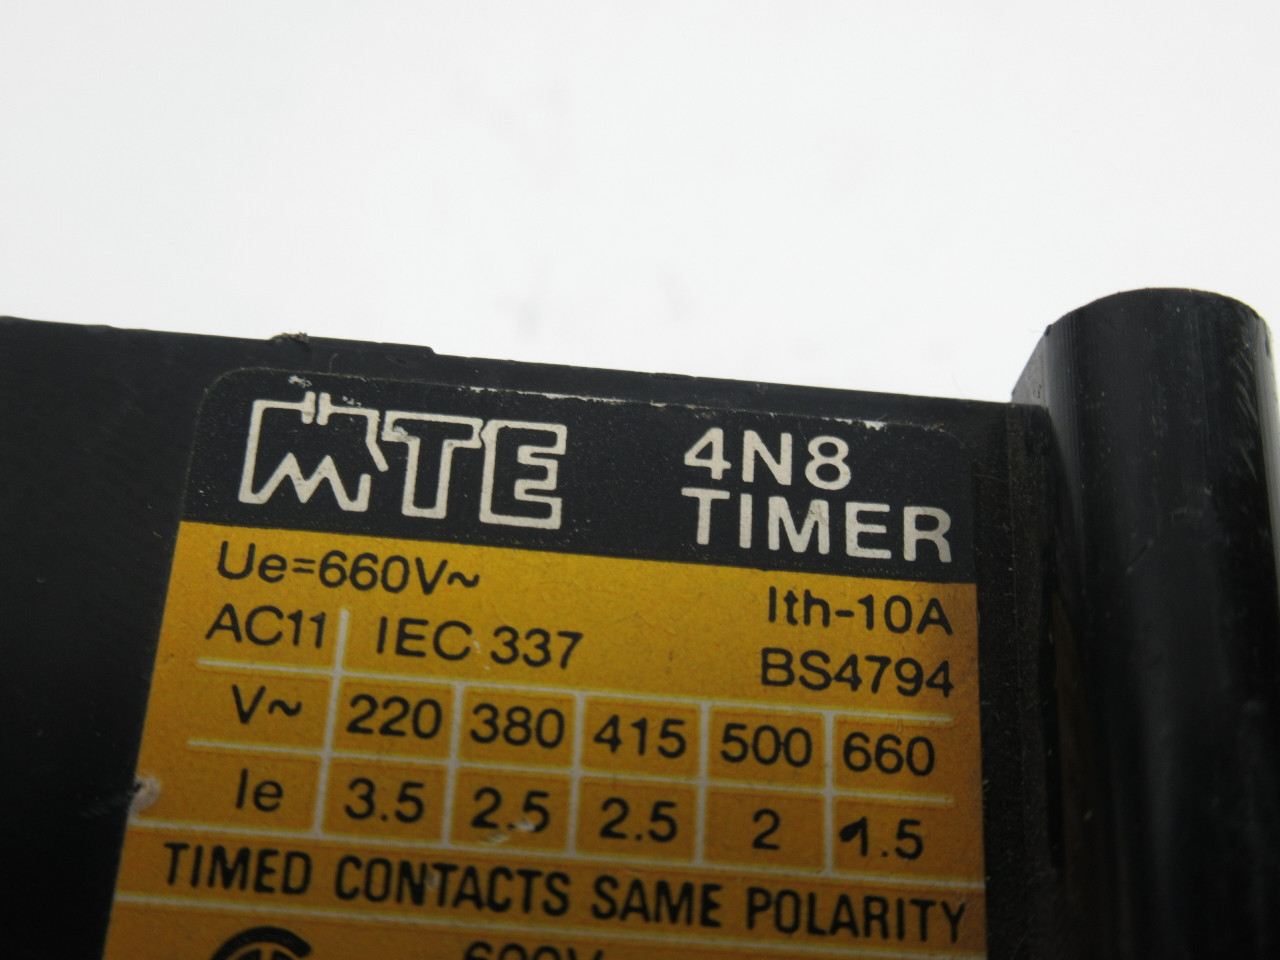 MTE 4N8
TIMER
Ue=660V~ Ith-10A
AC11 IEC 337 BS4794
V~ 220 380 415 500 660
Ie 3.5 2.5 2.5 2 1.5
TIMED CONTACTS SAME POLARITY
600V